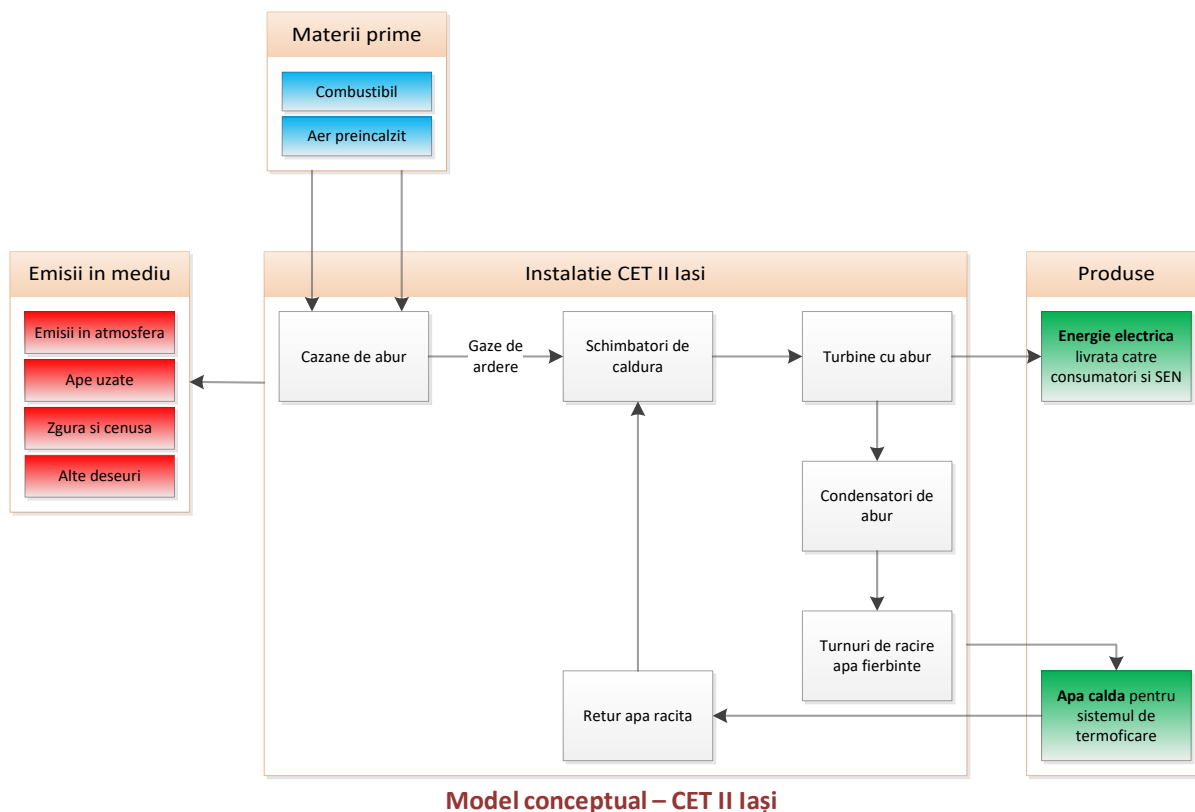 Materii prime
Combustibil
Aer preincalzit
Emisii in mediu
Emisii in atmosfera
Ape uzate
Zgura si cenusa
Alte deseuri
Instalatie CET II Iasi
Cazane de abur
Gaze de
ardere
Schimbatori de
caldura
Turbine cu abur
Condensatori de
abur
Turnuri de racire
apa fierbinte
Retur apa racita
Produse
Energie electrica
livrata catre
consumatori si SEN
Apa calda pentru
sistemul de
termoficare
Model conceptual – CET II Iași